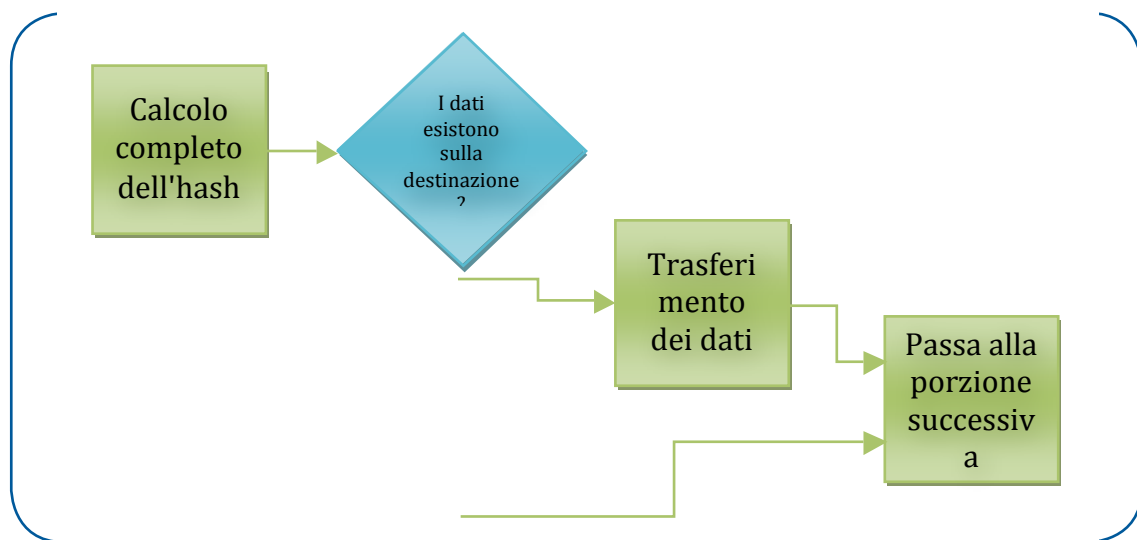 Calcolo
completo
dell'hash
I dati
esistono
sulla
destinazione
?
Trasferi
mento
dei dati
Passa alla
porzione
successiv
a